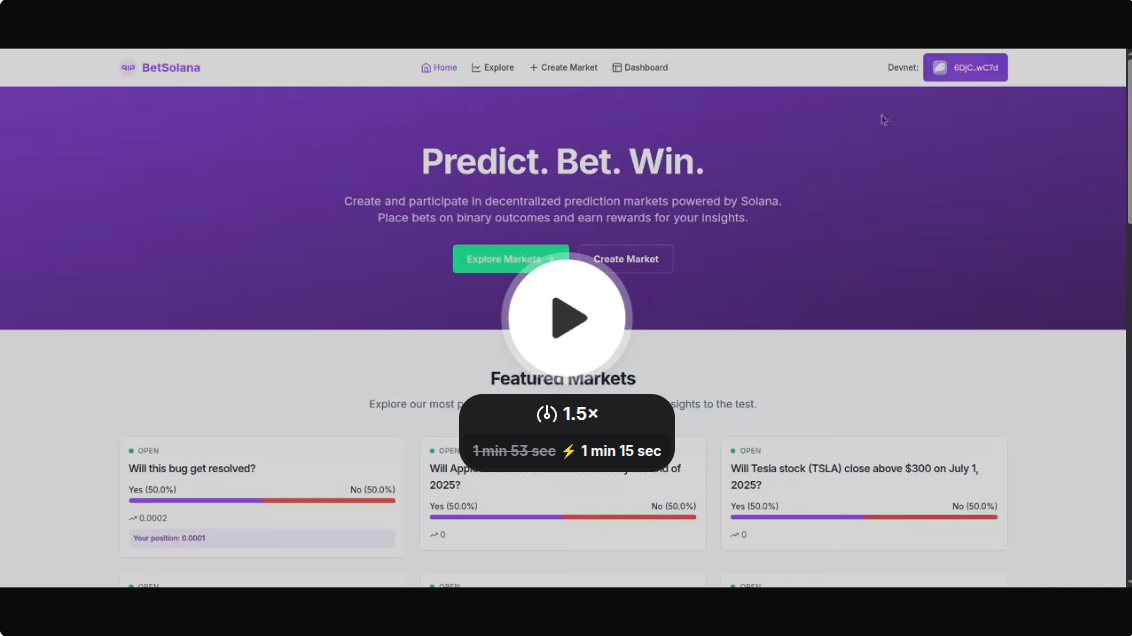 BetSolana
Home
Explore
Create Market
Dashboard
Devnet:
6DjC..wC7d
Predict. Bet. Win.
Create and participate in decentralized prediction markets powered by Solana.
Place bets on binary outcomes and earn rewards for your insights.
Explore Markets
Create Market
Featured Markets
Explore our most sights to the test.
1.5×
1 min 53 sec ⚡ 1 min 15 sec
OPEN
Will this bug get resolved?
Yes (50.0%) No (50.0%)
0.0002
Your position: 0.0001
OPEN
Will of
2025?
Yes (50.0%) No (50.0%)
0
OPEN
Will Tesla stock (TSLA) close above $300 on July 1,
2025?
Yes (50.0%) No (50.0%)
0
OPEN
OPEN
OPEN